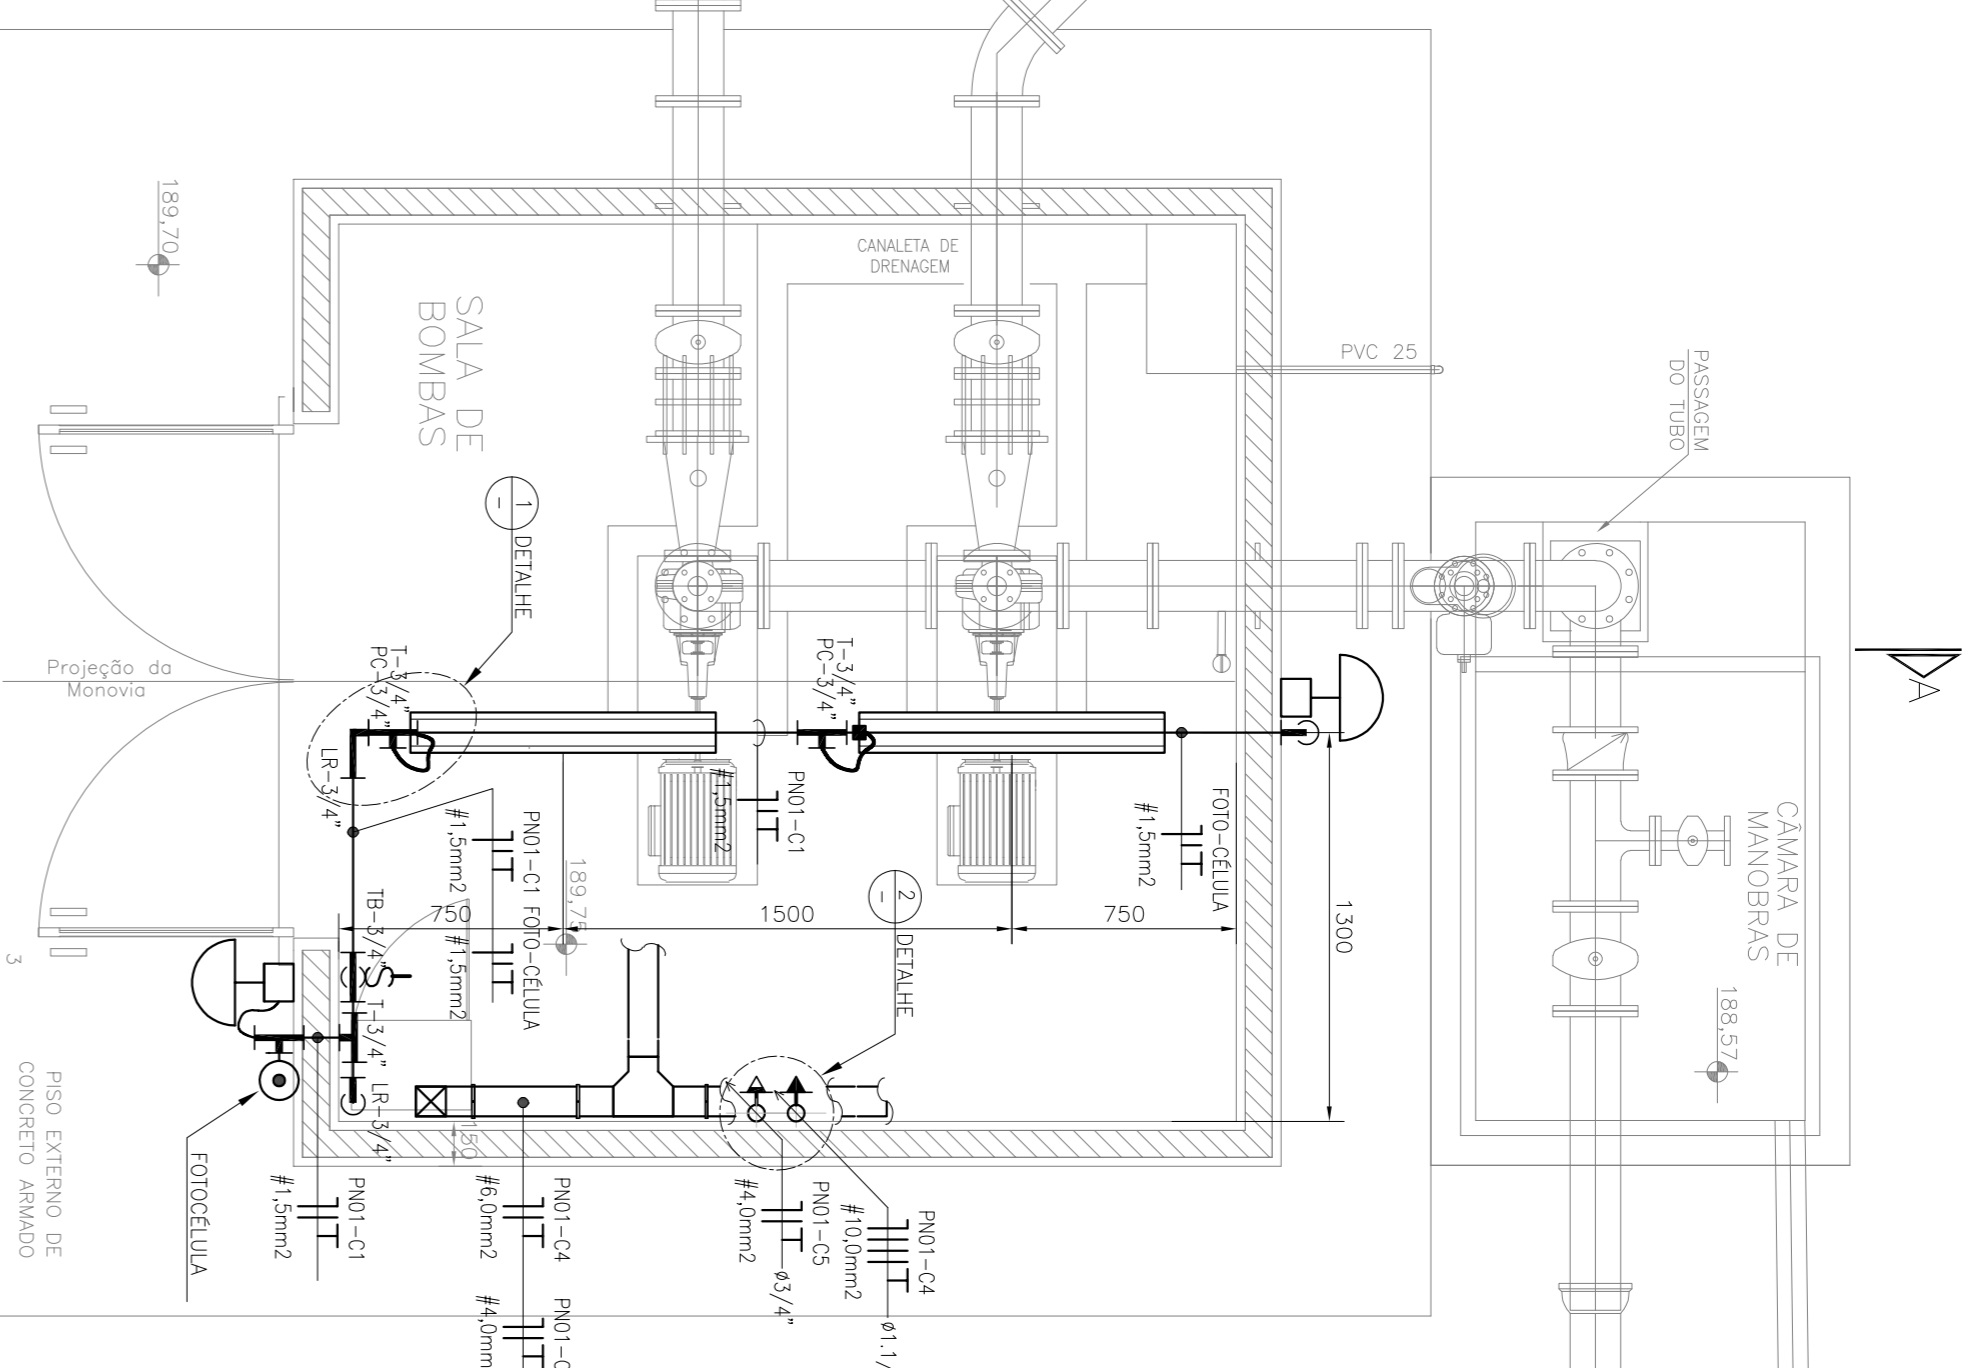 189,70
SALA DE
BOMBAS
CANALETA DE
DRENAGEM
PVC 25
PASSAGEM
DO TUBO
A
1
-
DETALHE
Projeção da
Monovia
T-3/4"
PC-3/4"
LR-3/4"
T-3/4"
PC-3/4"
PN01-C1
#1,5mm2
FOTO-CÉLULA
#1,5mm2
CÂMARA DE
MANOBRAS
188,57
PN01-C1
#1,5mm2
FOTO-CÉLULA
#1,5mm2
189,75
750
1500
750
1300
2
-
DETALHE
TB-3/4"
S
T-3/4"
LR-3/4"
150
3
PISO EXTERNO DE
CONCRETO ARMADO
FOTOCÉLULA
PN01-C1
#1,5mm2
PN01-C4
#6,0mm2
PN01-C5
#4,0mm2
ø3/4"
PN01-C4
#10,0mm2